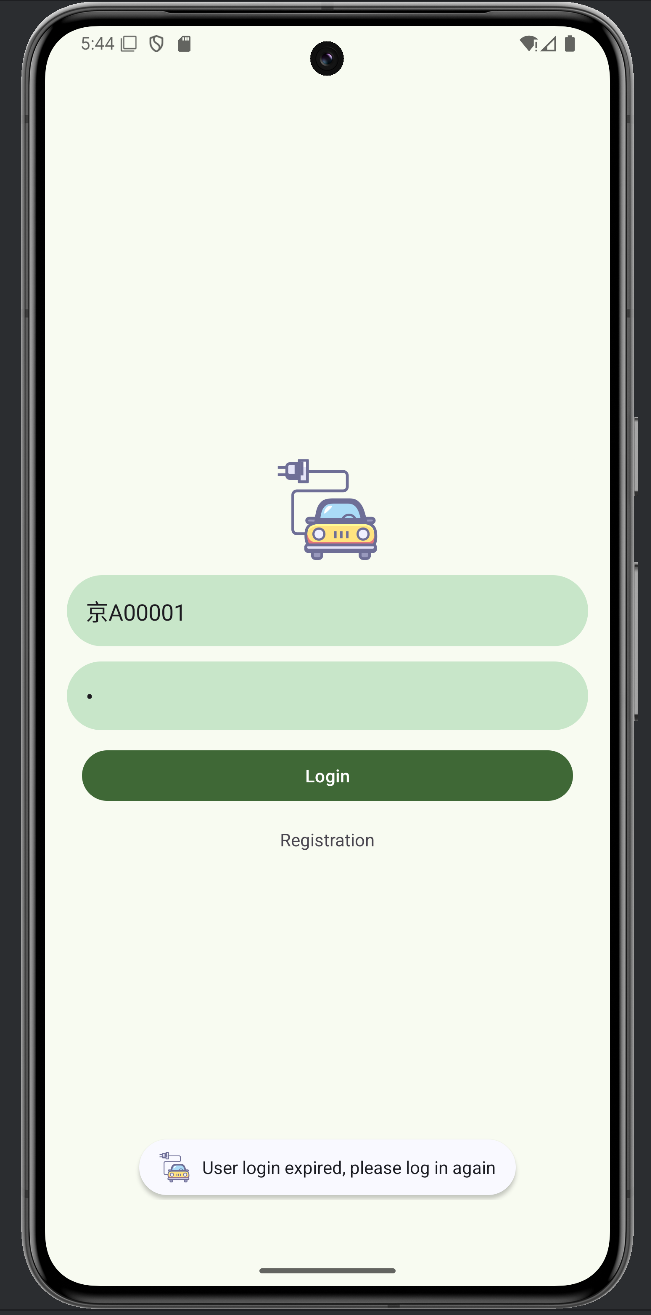 5:44
京A00001
•
Login
Registration
User login expired, please log in again